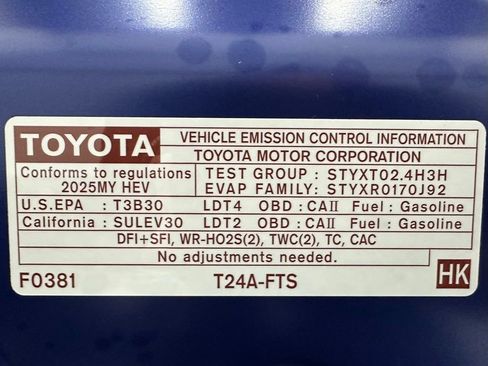 TOYOTA
VEHICLE EMISSION CONTROL INFORMATION
TOYOTA MOTOR CORPORATION
Conforms to regulations
2025MY HEV
TEST GROUP : STYXT02.4H3H
EVAP FAMILY: STYXR0170J92
U.S.EPA : T3B30 LDT4 OBD : CAII Fuel : Gasoline
California : SULEV30 LDT2 OBD : CAII Fuel : Gasoline
DFI+SFI, WR-HO2S(2), TWC(2), TC, CAC
No adjustments needed.
F0381 T24A-FTS HK